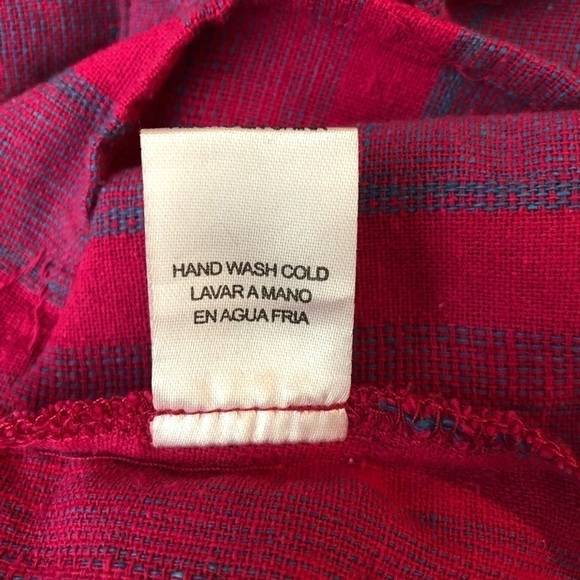 HAND WASH COLD
LAVAR A MANO
EN AGUA FRIA